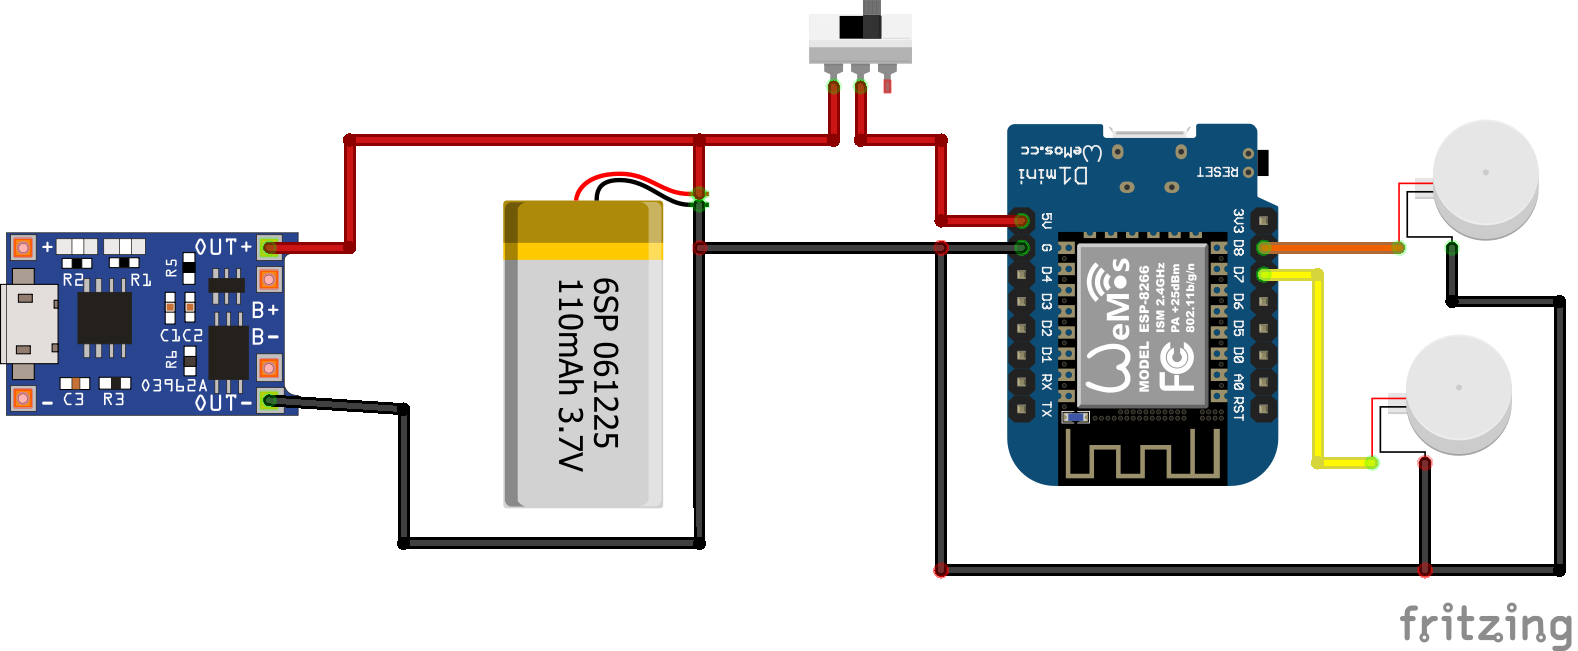 +
OUT+
R2
R1
R5
B+
C1
C2
B-
R6
03962A
C3
R3
-
OUT-
6SP 061225
110mAh 3.7V
WeMos.cc
D1mini
RESET
5V
G
D4
D3
D2
D1
RX
TX
3V3
D8
D7
D6
D5
D0
A0
RST
WeMos
MODEL ESP-8266
ISM 2.4GHz
PA +25dBm
802.11b/g/n
FC
fritzing